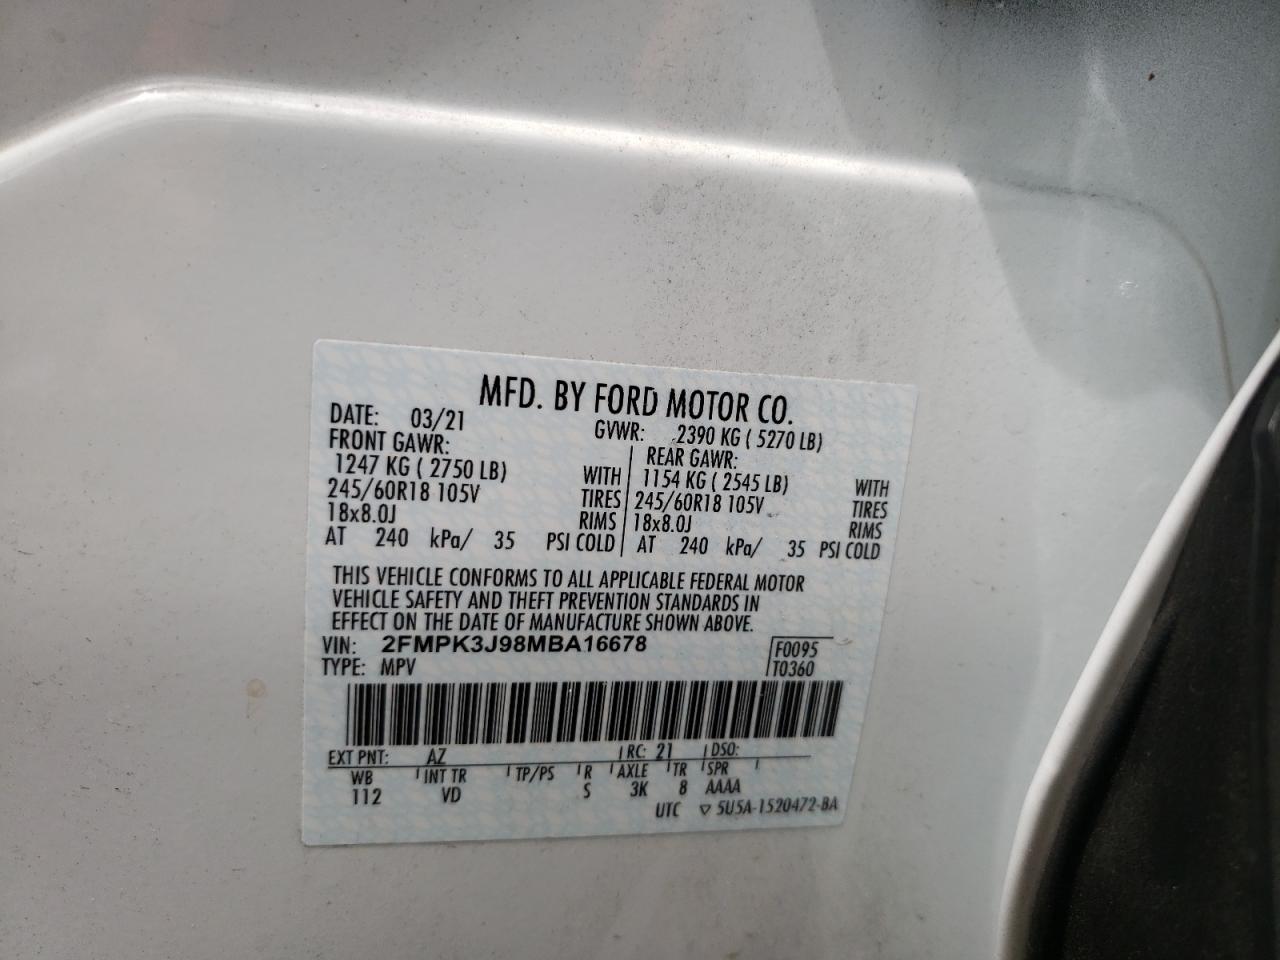 MFD. BY FORD MOTOR CO.
DATE: 03/21 GVWR: 2390 KG ( 5270 LB)
FRONT GAWR: REAR GAWR:
1247 KG ( 2750 LB) WITH 1154 KG ( 2545 LB) WITH
245/60R18 105V TIRES 245/60R18 105V TIRES
18x8.0J RIMS 18x8.0J RIMS
AT 240 kPa/ 35 PSI COLD AT 240 kPa/ 35 PSI COLD
THIS VEHICLE CONFORMS TO ALL APPLICABLE FEDERAL MOTOR
VEHICLE SAFETY AND THEFT PREVENTION STANDARDS IN
EFFECT ON THE DATE OF MANUFACTURE SHOWN ABOVE.
VIN: 2FMPK3J98MBA16678 F0095
TYPE: MPV T0360
EXT PNT: AZ RC: 21 DSO:
WB INT TR TP/PS R AXLE TR SPR
112 VD S 3K 8 AAAA
UTC ▽ 5U5A-1520472-BA